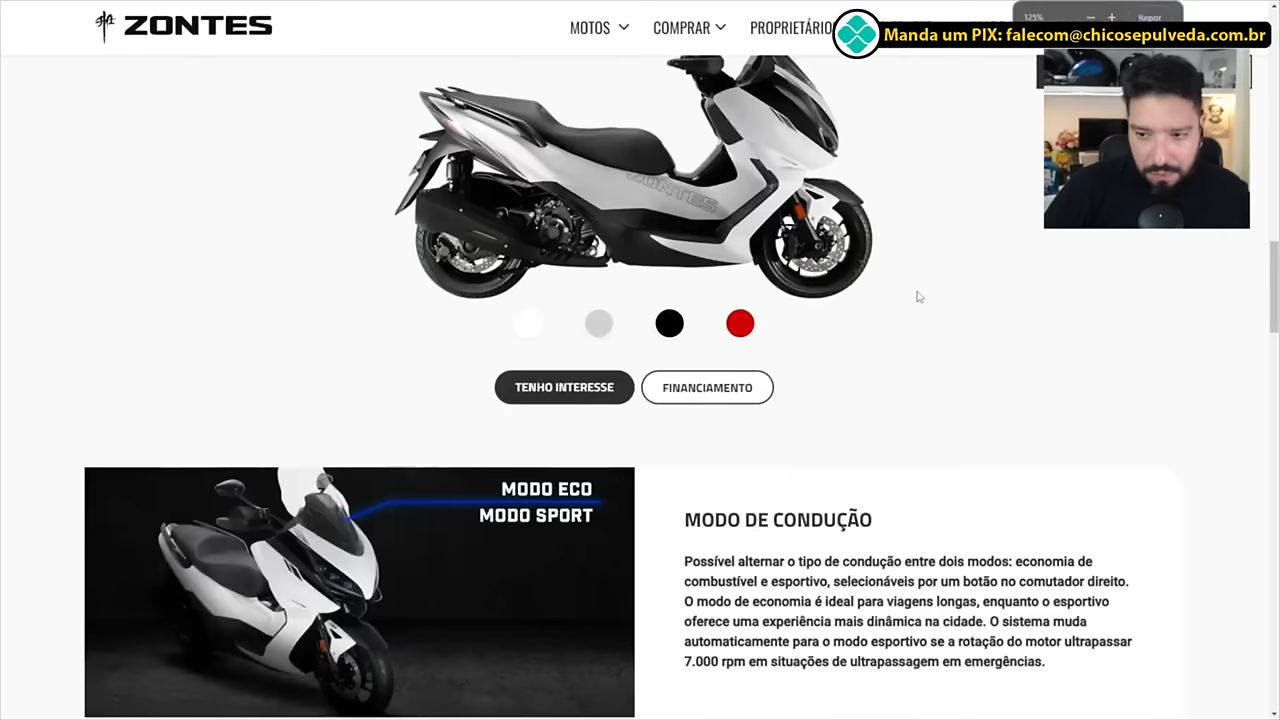 ZONTES
MOTOS
COMPRAR
PROPRIETÁRIO
125%
Repor
Manda um PIX: falecom@chicosepulveda.com.br
ZONTES
TENHO INTERESSE
FINANCIAMENTO
MODO ECO
MODO SPORT
MODO DE CONDUÇÃO
Possível alternar o tipo de condução entre dois modos: economia de
combustível e esportivo, selecionáveis por um botão no comutador direito.
O modo de economia é ideal para viagens longas, enquanto o esportivo
oferece uma experiência mais dinâmica na cidade. O sistema muda
automaticamente para o modo esportivo se a rotação do motor ultrapassar
7.000 rpm em situações de ultrapassagem em emergências.